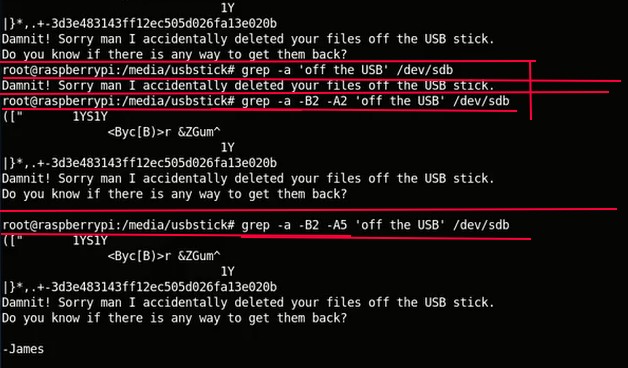 1Y
|}*,.+-3d3e483143ff12ec505d026fa13e020b
Damnit! Sorry man I accidentally deleted your files off the USB stick.
Do you know if there is any way to get them back?
root@raspberrypi:/media/usbstick# grep -a 'off the USB' /dev/sdb
Damnit! Sorry man I accidentally deleted your files off the USB stick.
root@raspberrypi:/media/usbstick# grep -a -B2 -A2 'off the USB' /dev/sdb
(["        1YS1Y
               <Byc[B)>r &ZGum^
                               1Y
|}*,.+-3d3e483143ff12ec505d026fa13e020b
Damnit! Sorry man I accidentally deleted your files off the USB stick.
Do you know if there is any way to get them back?
root@raspberrypi:/media/usbstick# grep -a -B2 -A5 'off the USB' /dev/sdb
(["        1YS1Y
               <Byc[B)>r &ZGum^
                               1Y
|}*,.+-3d3e483143ff12ec505d026fa13e020b
Damnit! Sorry man I accidentally deleted your files off the USB stick.
Do you know if there is any way to get them back?
-James